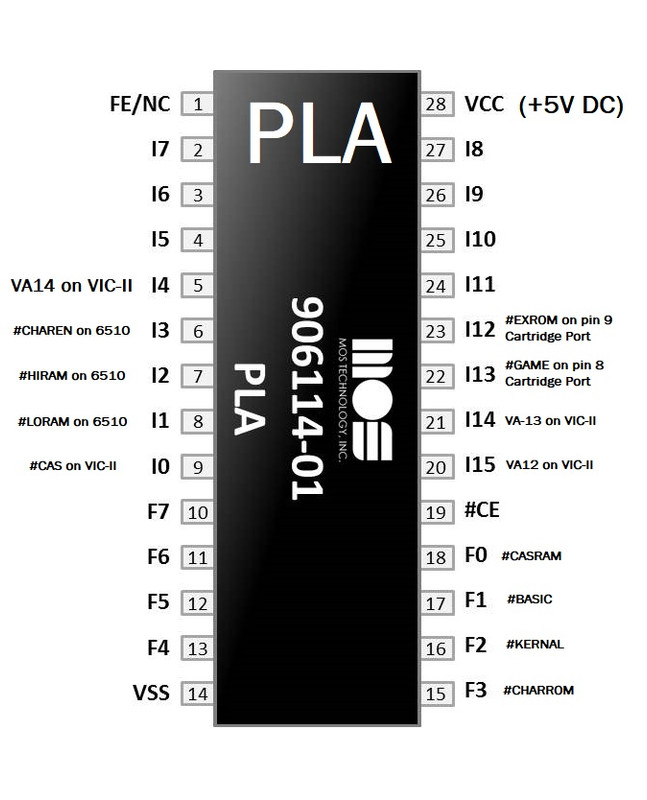 PLA
FE/NC 1
I7 2
I6 3
I5 4
VA14 on VIC-II I4 5
#CHAREN on 6510 I3 6
#HIRAM on 6510 I2 7
#LORAM on 6510 I1 8
#CAS on VIC-II I0 9
F7 10
F6 11
F5 12
F4 13
VSS 14
28 VCC (+5V DC)
27 I8
26 I9
25 I10
24 I11
23 I12 #EXROM on pin 9
Cartridge Port
22 I13 #GAME on pin 8
Cartridge Port
21 I14 VA-13 on VIC-II
20 I15 VA12 on VIC-II
19 #CE
18 F0 #CASRAM
17 F1 #BASIC
16 F2 #KERNAL
15 F3 #CHARROM
mos
MOS TECHNOLOGY, INC.
906114-01
PLA